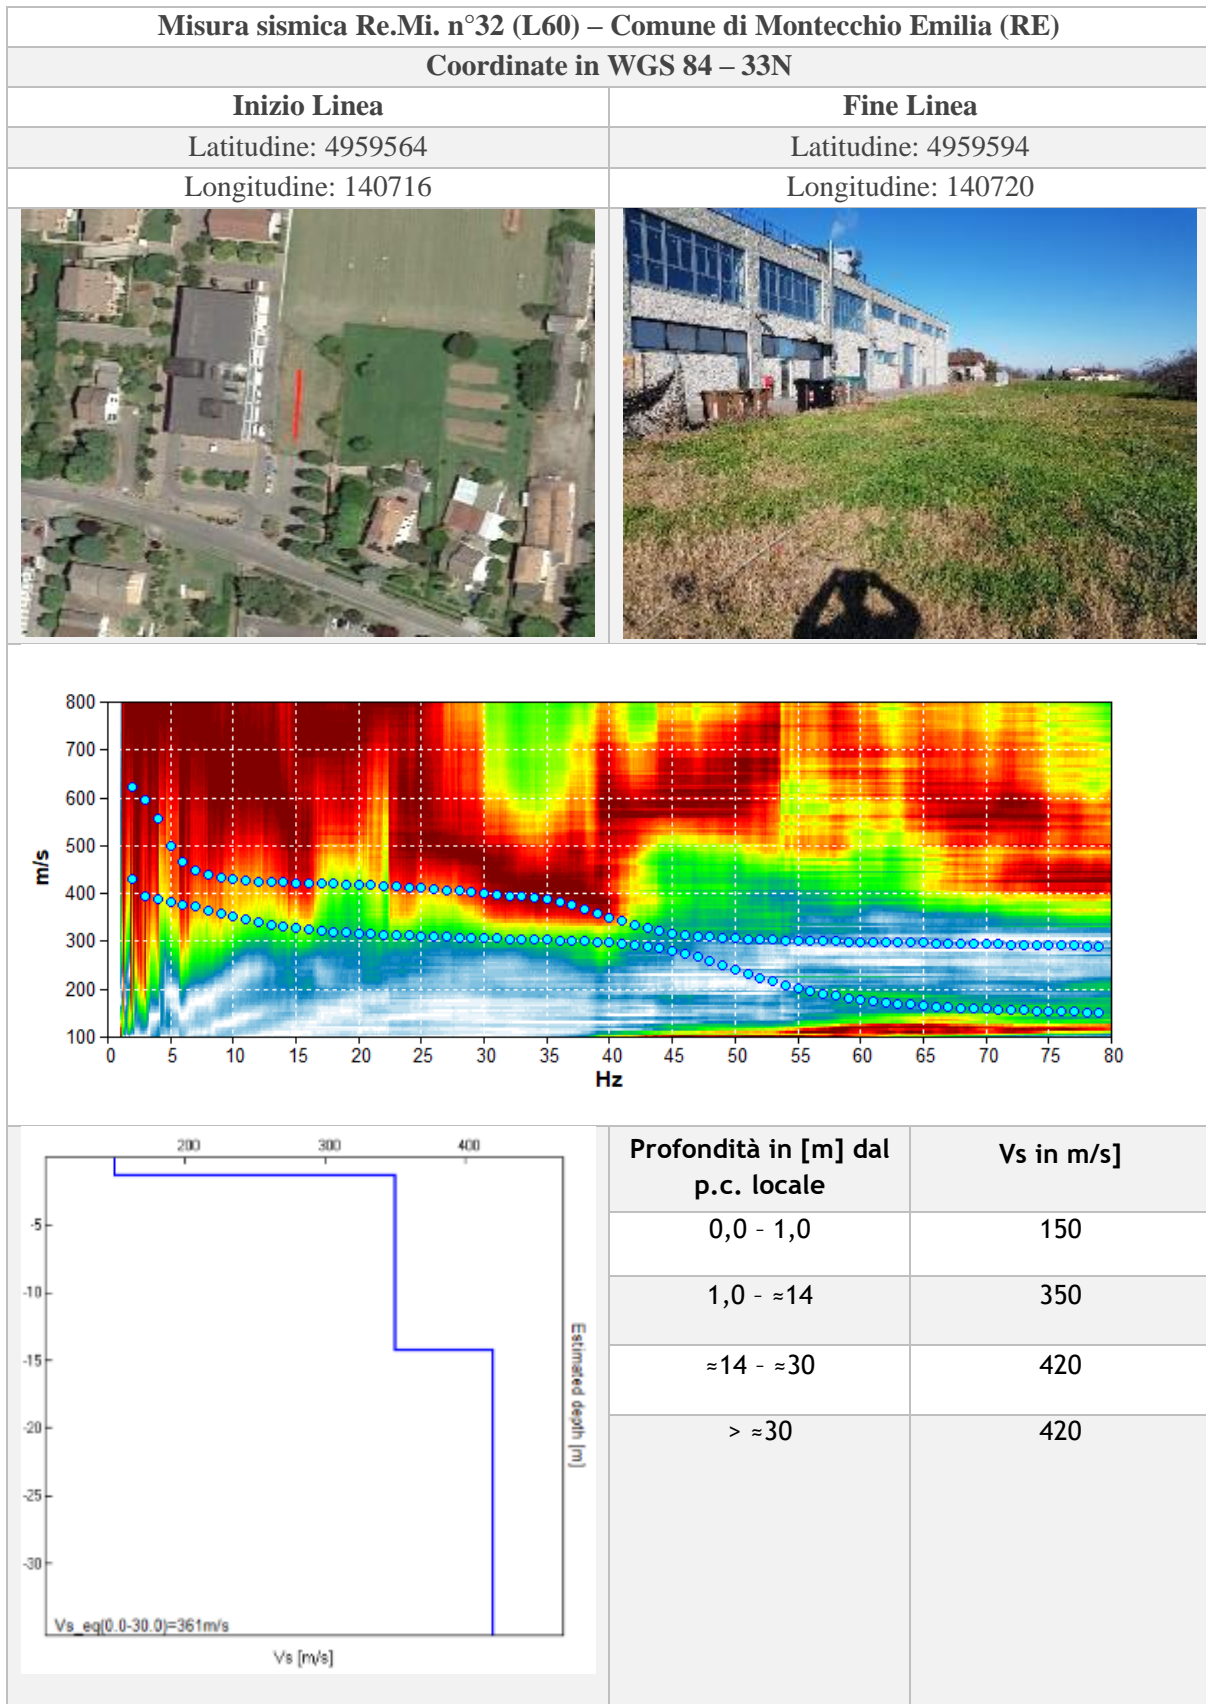 Misura sismica Re.Mi. n°32 (L60) – Comune di Montecchio Emilia (RE)
Coordinate in WGS 84 – 33N
Inizio Linea
Fine Linea
Latitudine: 4959564
Latitudine: 4959594
Longitudine: 140716
Longitudine: 140720
800
700
600
500
400
300
200
100
m/s
0 5 10 15 20 25 30 35 40 45 50 55 60 65 70 75 80
Hz
200 300 400
-5
-10
-15
-20
-25
-30
Estimated depth [m]
Vs_eq(0.0-30.0)=361m/s
Vs [m/s]
Profondità in [m] dal
p.c. locale
Vs in m/s]
0,0 – 1,0
150
1,0 – ≈14
350
≈14 – ≈30
420
> ≈30
420